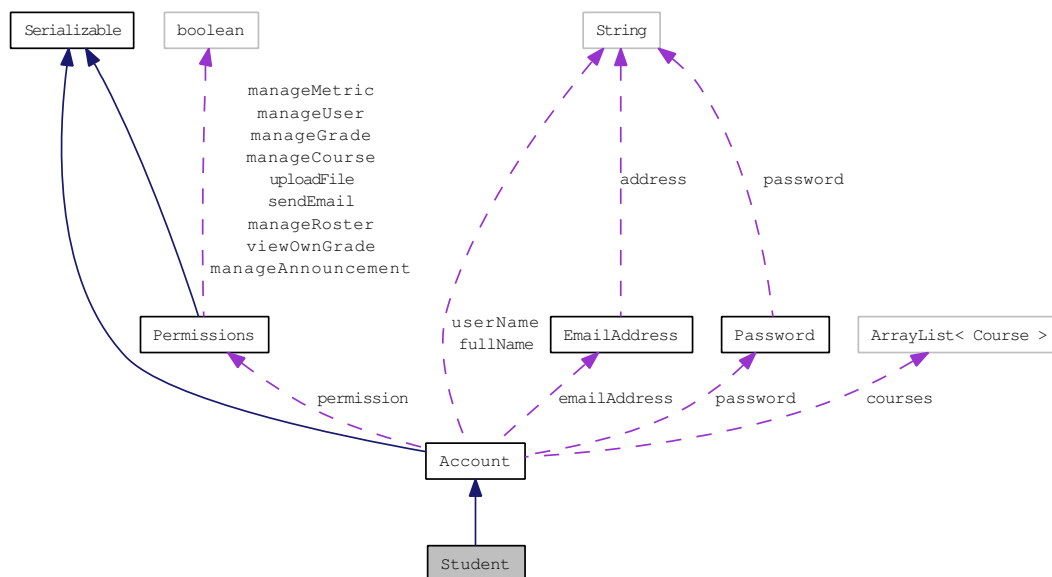 Serializable
boolean
String
manageMetric
manageUser
manageGrade
manageCourse
uploadFile
sendEmail
manageRoster
viewOwnGrade
manageAnnouncement
address
password
userName
fullName
Permissions
EmailAddress
Password
ArrayList< Course >
permission
emailAddress
password
courses
Account
Student